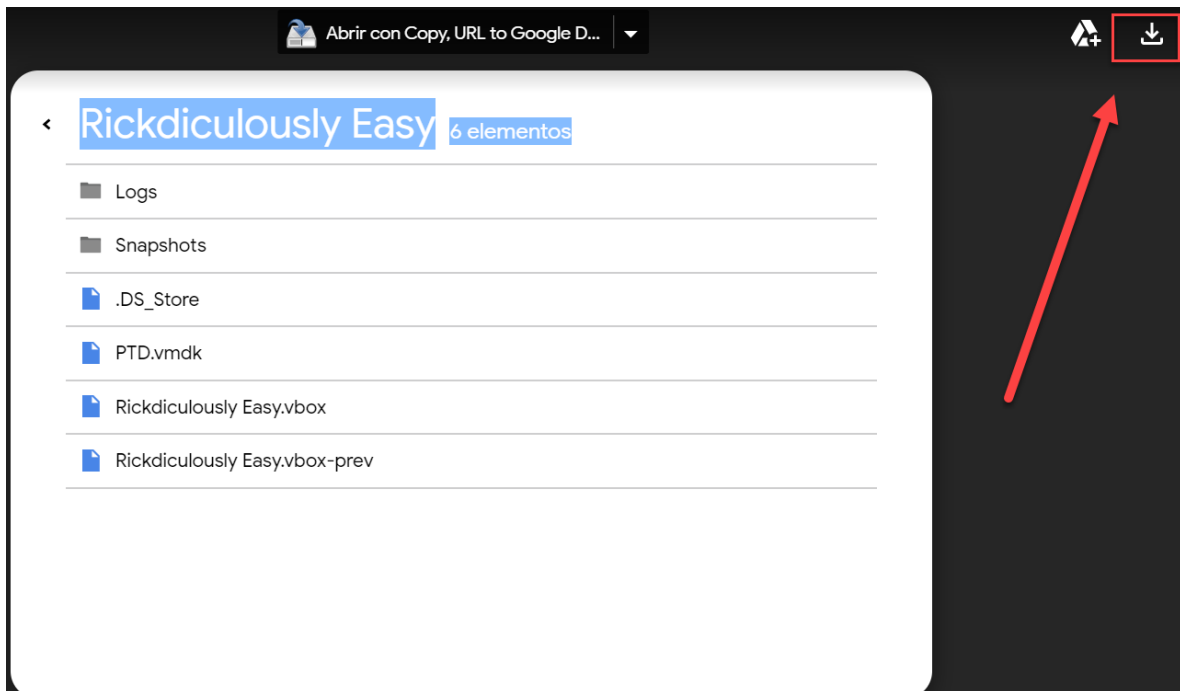 Abrir con Copy, URL to Google D...
Rickdiculously Easy 6 elementos
Logs
Snapshots
.DS_Store
PTD.vmdk
Rickdiculously Easy.vbox
Rickdiculously Easy.vbox-prev